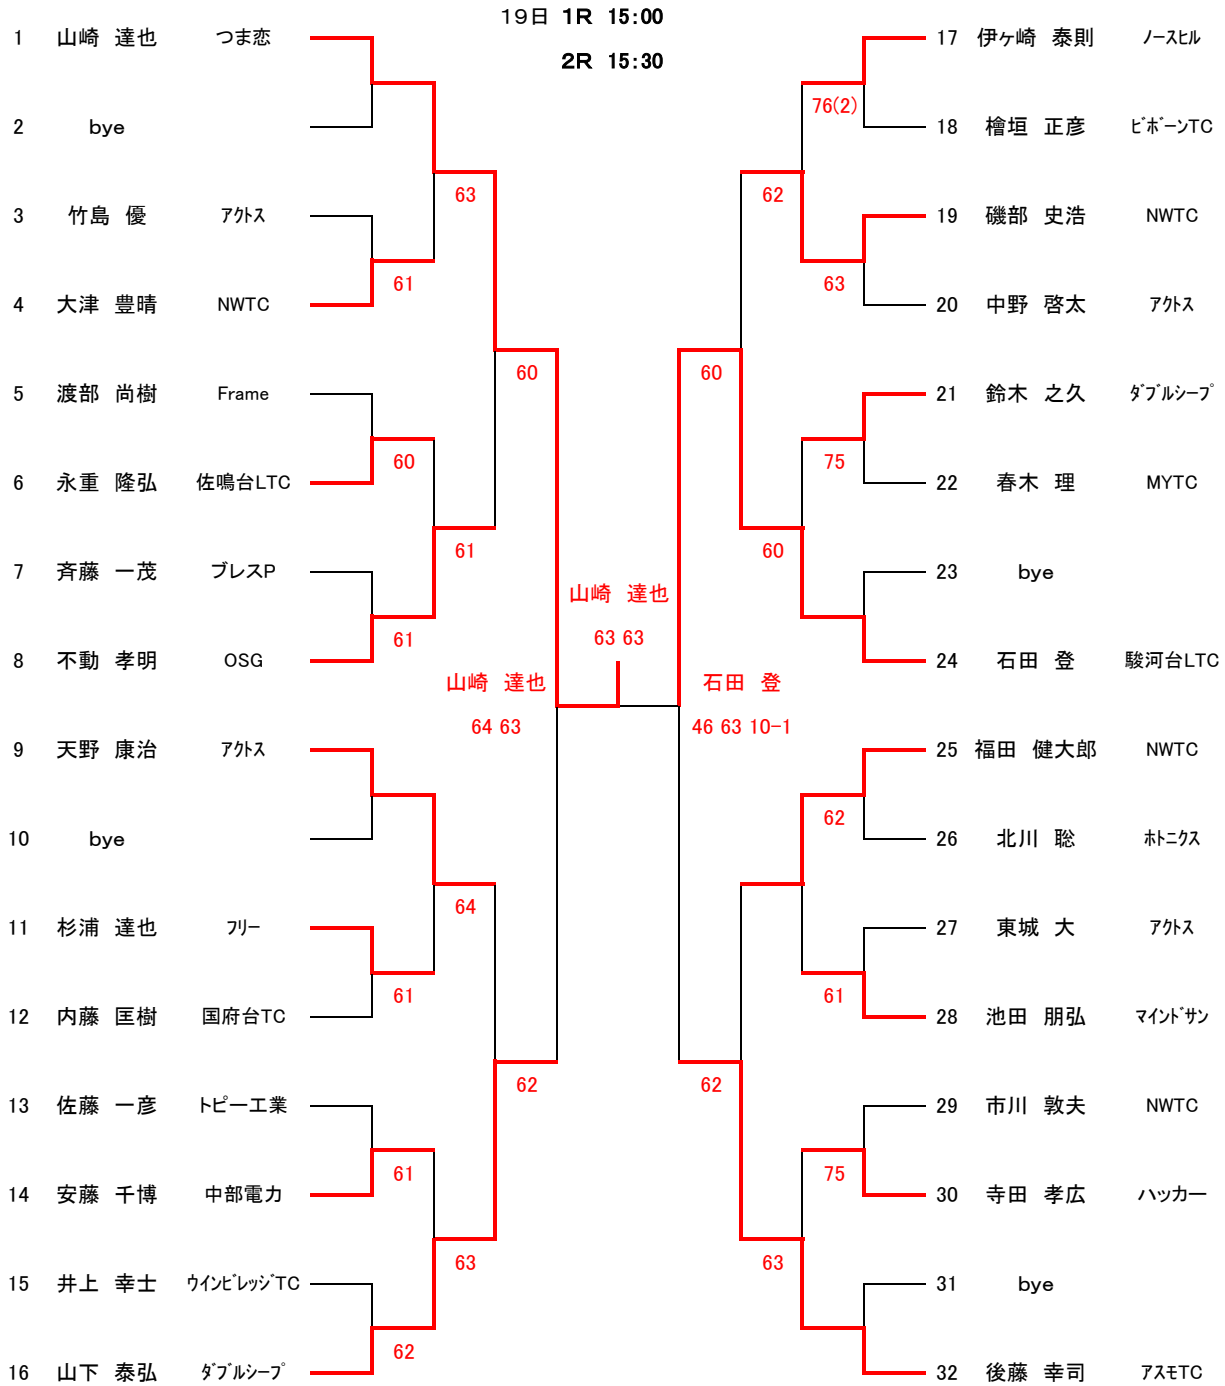 19日 1R 15:00
2R 15:30
1 山崎 達也 つま恋
2 bye
3 竹島 優 アクトス
4 大津 豊晴 NWTC
5 渡部 尚樹 Frame
6 永重 隆弘 佐鳴台LTC
7 斉藤 一茂 ブレスP
8 不動 孝明 OSG
9 天野 康治 アクトス
10 bye
11 杉浦 達也 フリー
12 内藤 匡樹 国府台TC
13 佐藤 一彦 トピー工業
14 安藤 千博 中部電力
15 井上 幸士 ウインビレッジTC
16 山下 泰弘 ダブルシープ
63
61
60
60
61
61
64
61
62
61
63
62
山崎 達也
63 63
山崎 達也
64 63
石田 登
46 63 10-1
76(2)
62
63
60
75
60
62
61
62
75
63
17 伊ヶ崎 泰則 ノースヒル
18 檜垣 正彦 ビボーンTC
19 磯部 史浩 NWTC
20 中野 啓太 アクトス
21 鈴木 之久 ダブルシープ
22 春木 理 MYTC
23 bye
24 石田 登 駿河台LTC
25 福田 健大郎 NWTC
26 北川 聡 ホトニクス
27 東城 大 アクトス
28 池田 朋弘 マインドサン
29 市川 敦夫 NWTC
30 寺田 孝広 ハッカー
31 bye
32 後藤 幸司 アスモTC